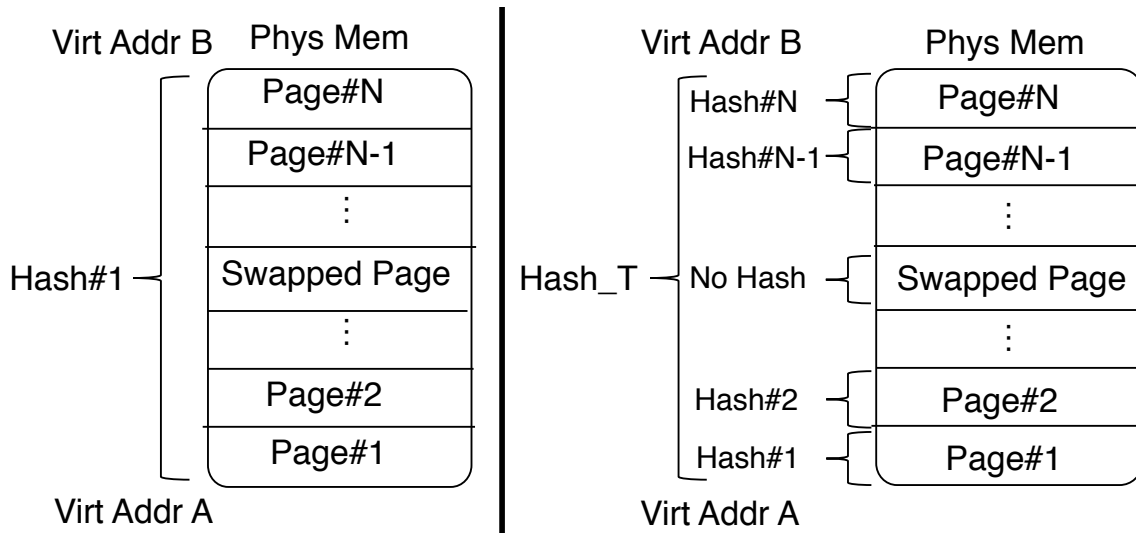 Virt Addr B
Phys Mem
Page#N
Page#N-1
⋮
Hash#1
Swapped Page
⋮
Page#2
Page#1
Virt Addr A
Virt Addr B
Phys Mem
Hash#N
Page#N
Hash#N-1
Page#N-1
⋮
Hash_T
No Hash
Swapped Page
⋮
Hash#2
Page#2
Hash#1
Page#1
Virt Addr A